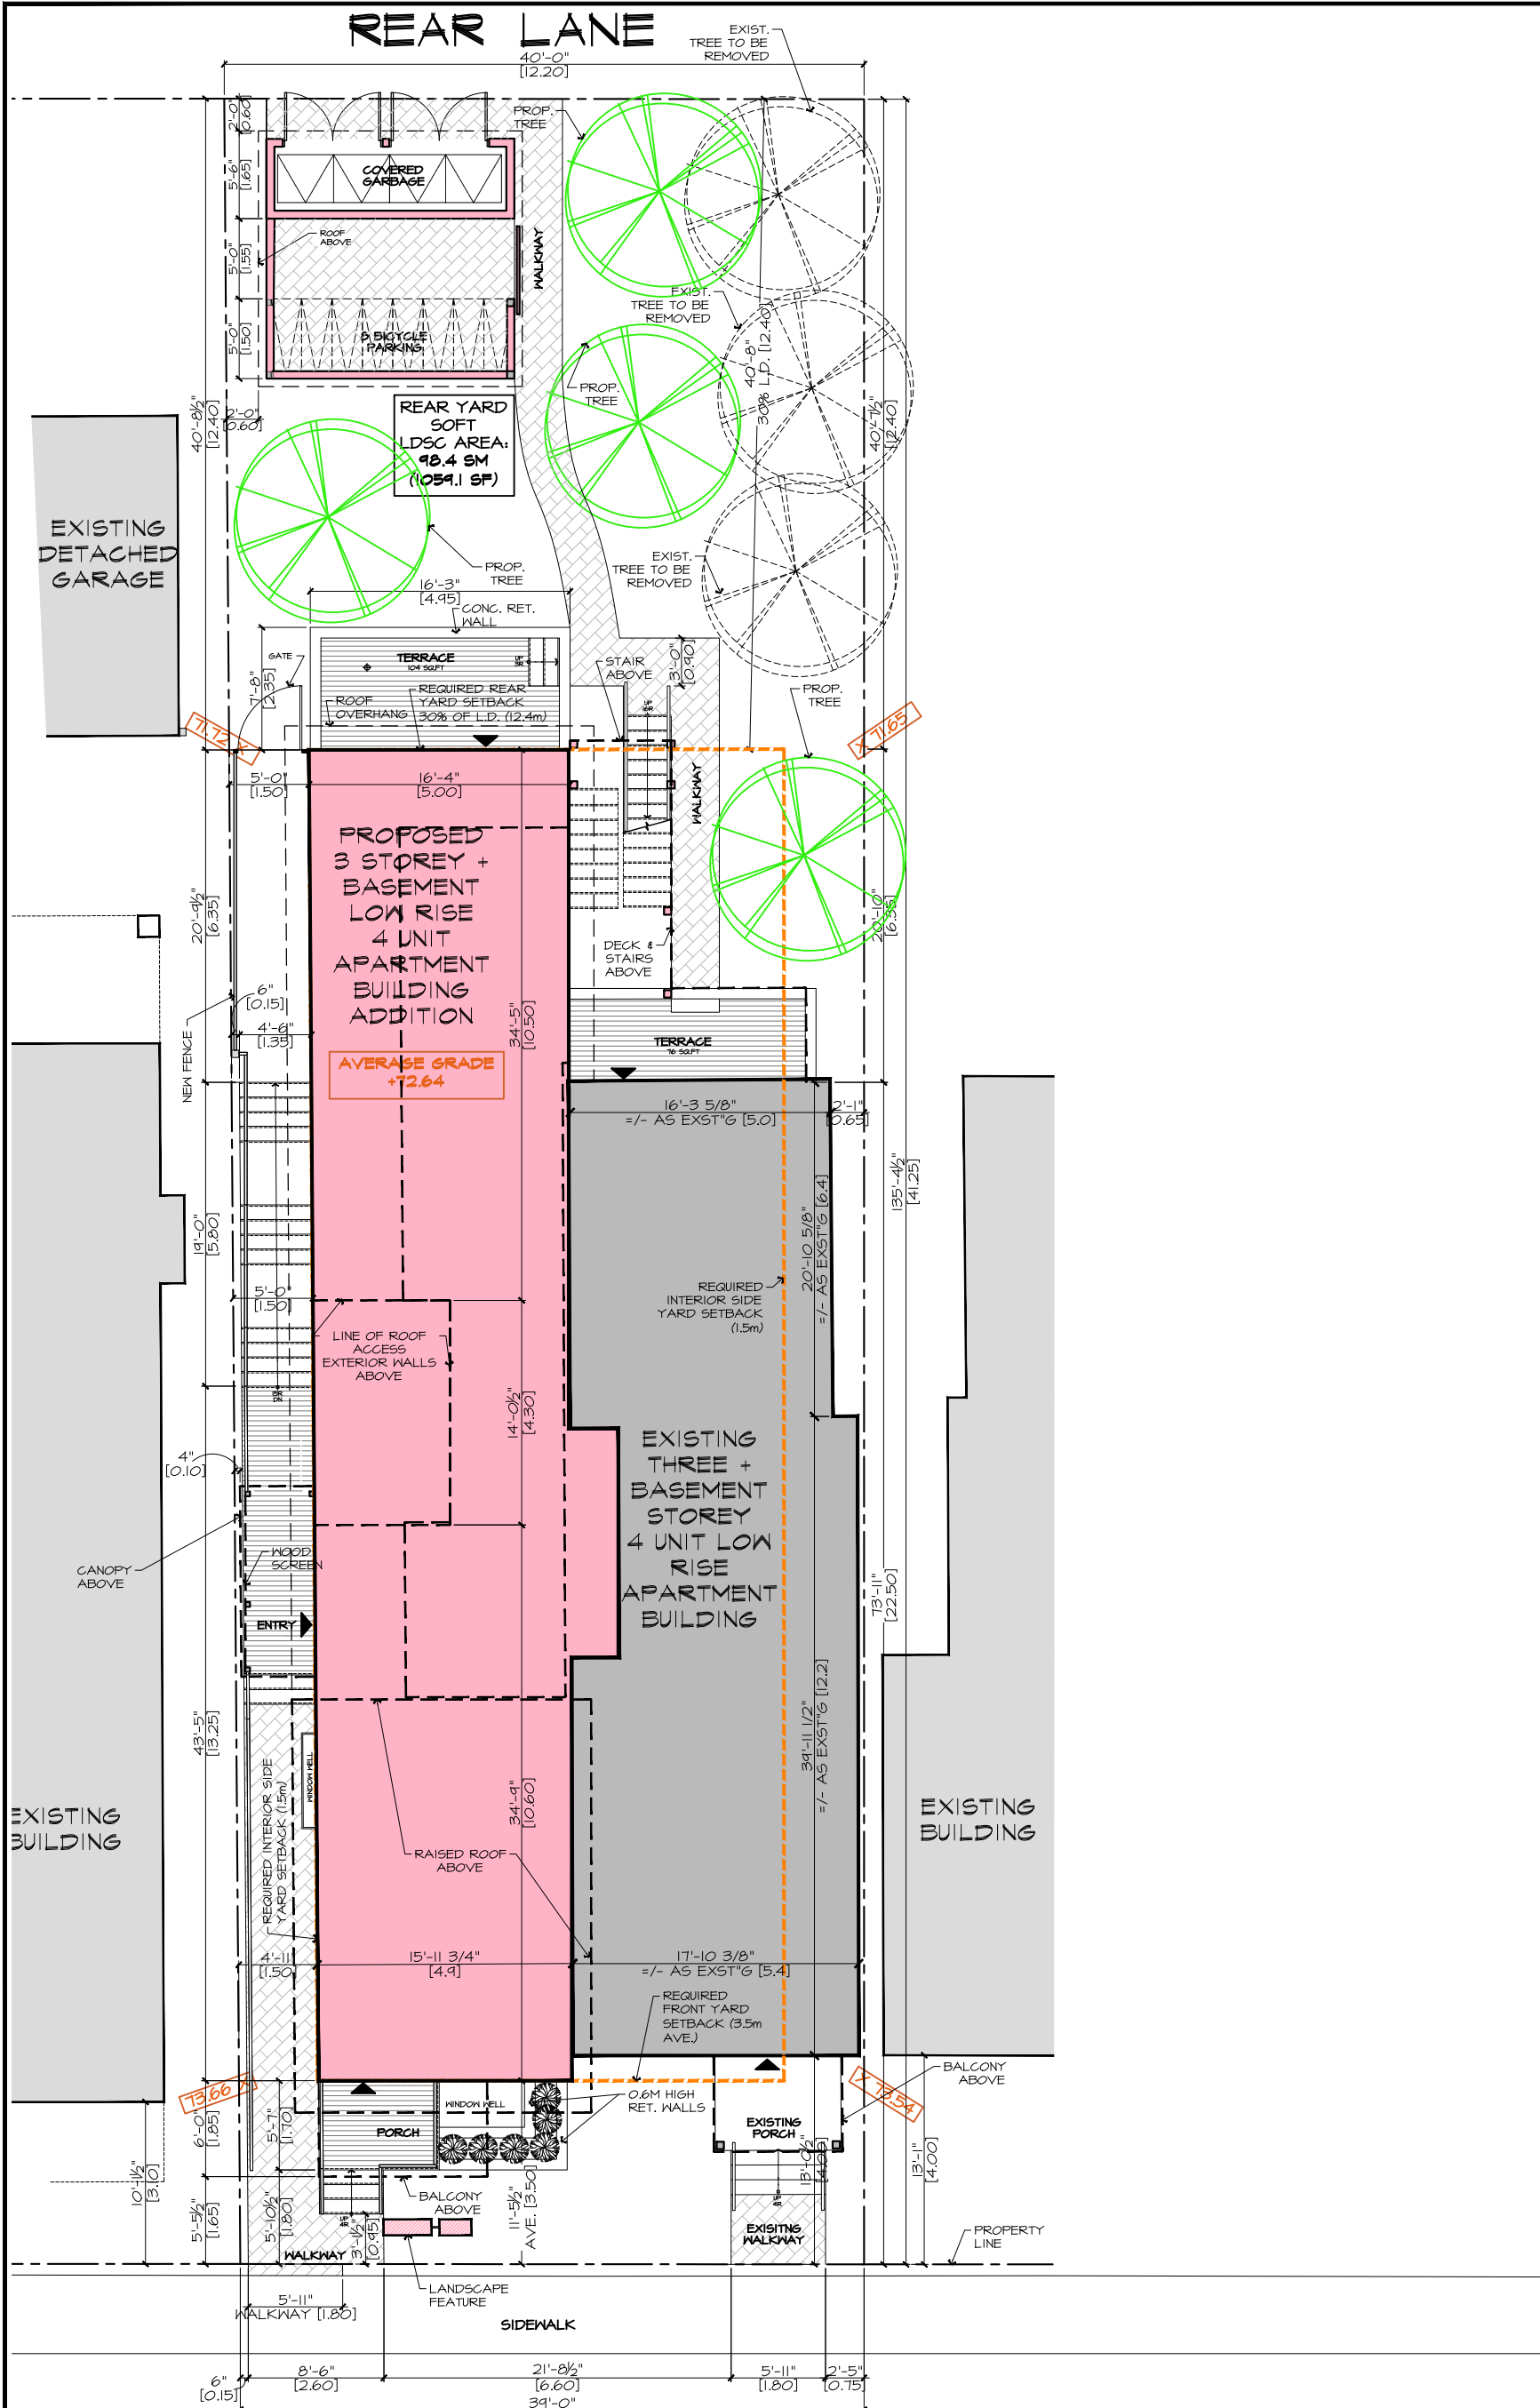 REAR LANE
40'-0"
[12.20]
EXIST.
TREE TO BE
REMOVED
2'-0"
[0.60]
PROP.
TREE
5'-6"
[1.65]
COVERED
GARBAGE
ROOF
ABOVE
5'-0"
[1.55]
WALKWAY
EXIST.
TREE TO BE
REMOVED
5'-0"
[1.50]
BICYCLE
PARKING
40'-8"
30% L.D. [12.40]
PROP.
TREE
2'-0"
[0.60]
40'-8½"
[12.40]
40'-7½"
[12.40]
REAR YARD
SOFT
LDSC AREA:
98.4 SM
(1059.1 SF)
EXISTING
DETACHED
GARAGE
PROP.
TREE
EXIST.
TREE TO BE
REMOVED
16'-3"
[4.95]
CONC. RET.
WALL
GATE
7'-8"
[2.35]
TERRACE
104 SQ.FT
STAIR
ABOVE
3'-0"
[0.90]
ROOF
OVERHANG
REQUIRED REAR
YARD SETBACK
30% OF L.D. (12.4m)
PROP.
TREE
71.72 X
X 71.65
5'-0"
[1.50]
16'-4"
[5.00]
WALKWAY
PROPOSED
3 STOREY +
BASEMENT
LOW RISE
4 UNIT
APARTMENT
BUILDING
ADDITION
20'-9½"
[6.35]
20'-10"
[6.35]
DECK &
STAIRS
ABOVE
6"
[0.15]
4'-6"
[1.35]
NEW FENCE
34'-5"
[10.50]
TERRACE
76 SQ.FT
AVERAGE GRADE
+72.64
16'-3 5/8"
=/- AS EXST"G [5.0]
2'-1"
[0.65]
135'-4½"
[41.25]
20'-10 5/8"
=/- AS EXST"G [6.4]
19'-0"
[5.80]
5'-0"
[1.50]
REQUIRED
INTERIOR SIDE
YARD SETBACK
(1.5m)
LINE OF ROOF
ACCESS
EXTERIOR WALLS
ABOVE
14'-0½"
[4.30]
4"
[0.10]
EXISTING
THREE +
BASEMENT
STOREY
4 UNIT LOW
RISE
APARTMENT
BUILDING
CANOPY
ABOVE
WOOD
SCREEN
ENTRY
73'-11"
[22.50]
43'-5"
[13.25]
39'-11 1/2"
=/- AS EXST"G [12.2]
WINDOW WELL
REQUIRED INTERIOR SIDE
YARD SETBACK (1.5m)
34'-9"
[10.60]
RAISED ROOF
ABOVE
EXISTING
BUILDING
EXISTING
BUILDING
4'-11"
[1.50]
15'-11 3/4"
[4.9]
17'-10 3/8"
=/- AS EXST"G [5.4]
REQUIRED
FRONT YARD
SETBACK (3.5m
AVE.)
73.66 X
X 73.54
BALCONY
ABOVE
0.6M HIGH
RET. WALLS
WINDOW WELL
PORCH
EXISTING
PORCH
6'-0"
[1.85]
5'-7"
[1.70]
10'-1½"
[3.10]
13'-0½"
13'-1"
[4.00]
BALCONY
ABOVE
11'-5½"
AVE. [3.50]
5'-5½"
[1.65]
5'-10½"
[1.80]
3'-1½"
[0.95]
WALKWAY
EXISITNG
WALKWAY
PROPERTY
LINE
LANDSCAPE
FEATURE
5'-11"
WALKWAY [1.80]
SIDEWALK
6"
[0.15]
8'-6"
[2.60]
21'-8½"
[6.60]
5'-11"
[1.80]
2'-5"
[0.75]
39'-0"